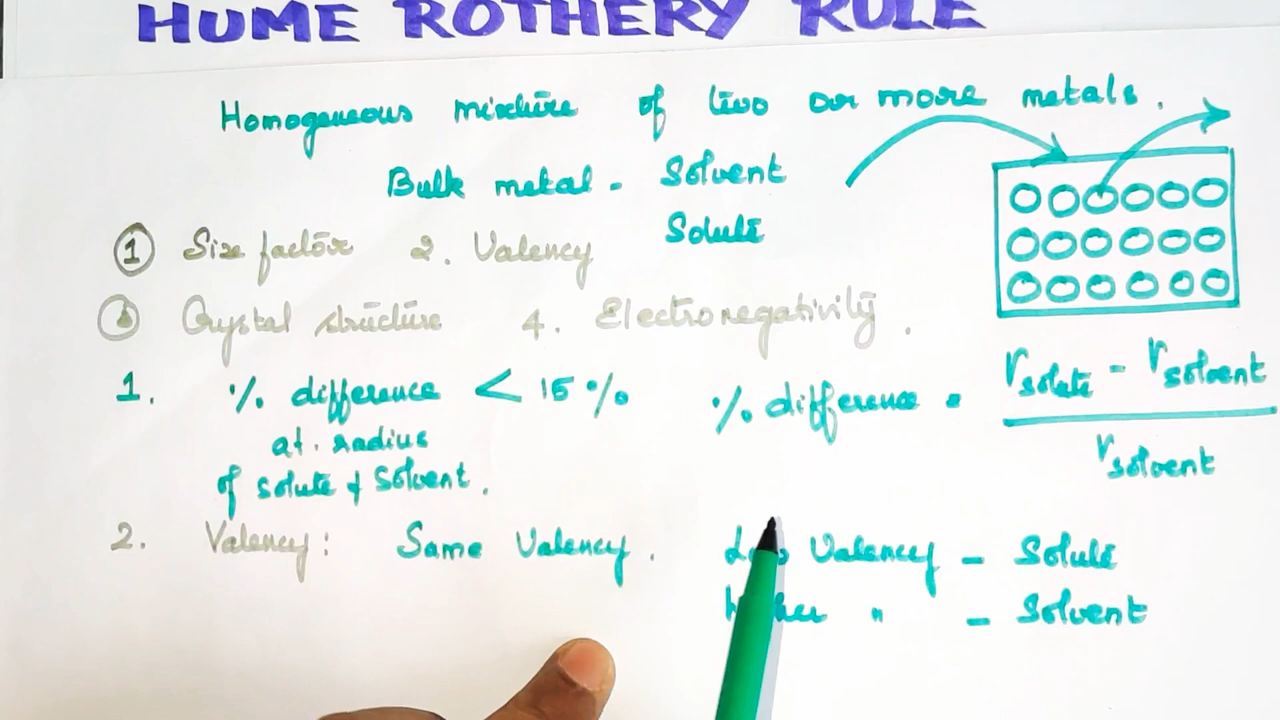 HUME ROTHERY RULE
Homogeneous mixture of two or more metals.
Bulk metal - Solvent
Solute
① Size factor 2. Valency
③ Crystal structure 4. Electronegativity.
1. % difference < 15% % difference = r solute - r solvent
at. radius
r solvent
of solute & Solvent.
2. Valency: Same Valency. Valency - Solute
" - Solvent